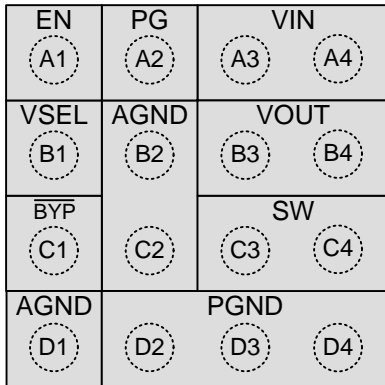 EN PG VIN
A1 A2 A3 A4
VSEL AGND VOUT
B1 B2 B3 B4
B̅Y̅P̅ SW
C1 C2 C3 C4
AGND PGND
D1 D2 D3 D4